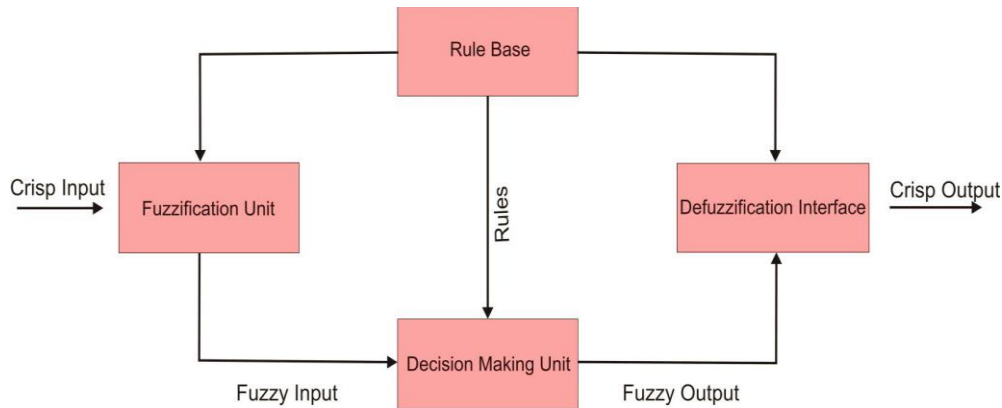 Rule Base
Crisp Input
Fuzzification Unit
Rules
Defuzzification Interface
Crisp Output
Decision Making Unit
Fuzzy Input
Fuzzy Output